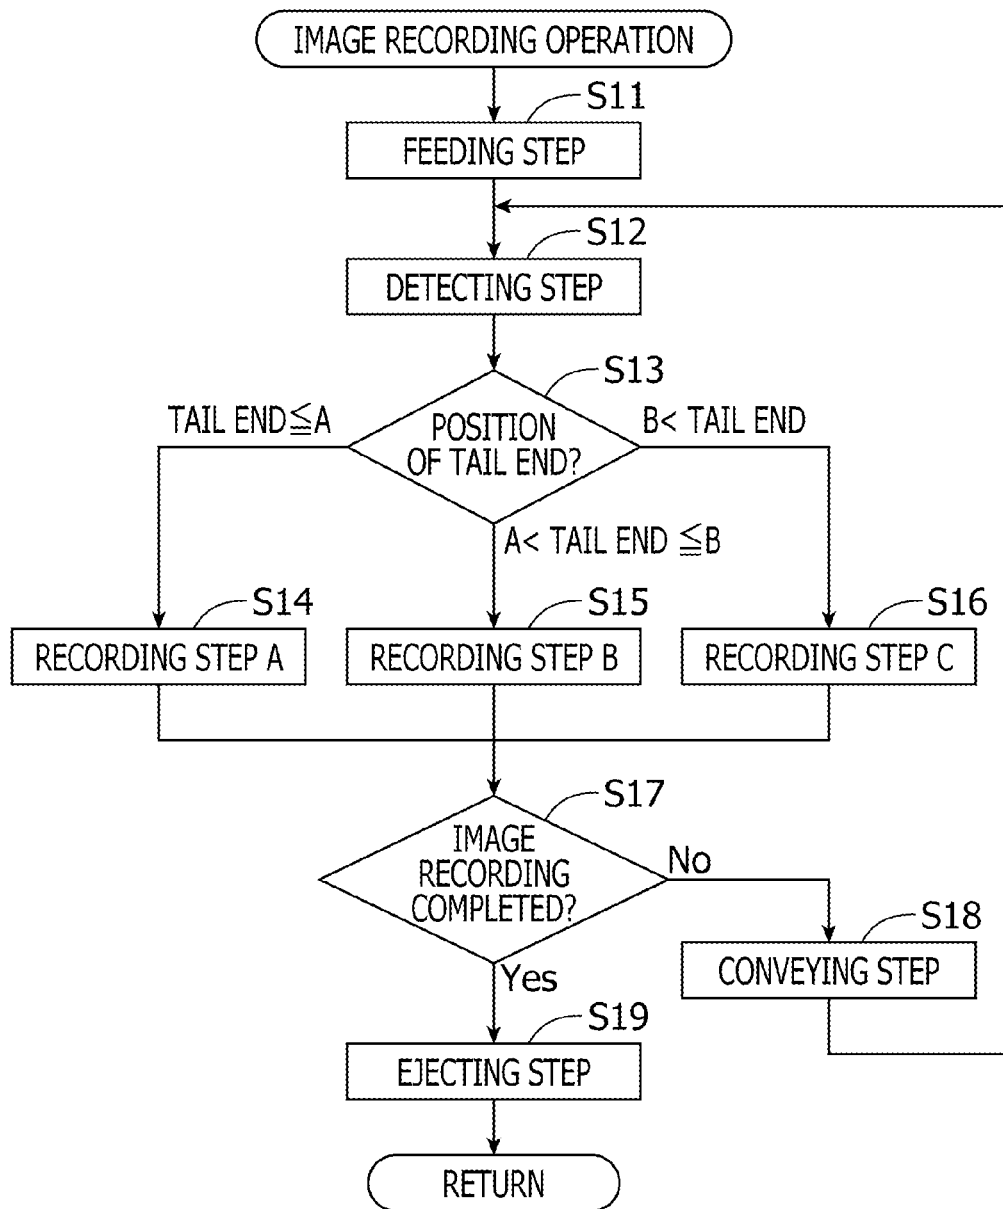 IMAGE RECORDING OPERATION
S11
FEEDING STEP
S12
DETECTING STEP
S13
POSITION
OF TAIL END?
TAIL END≦A
B< TAIL END
A< TAIL END ≦B
S14
RECORDING STEP A
S15
RECORDING STEP B
S16
RECORDING STEP C
S17
IMAGE
RECORDING
COMPLETED?
No
Yes
S18
CONVEYING STEP
S19
EJECTING STEP
RETURN